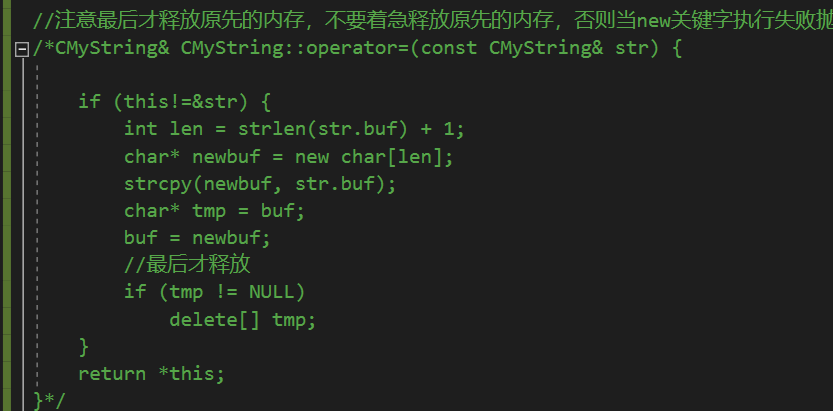 //注意最后才释放原先的内存，不要着急释放原先的内存，否则当new关键字执行失败抛
/*CMyString& CMyString::operator=(const CMyString& str) {
if (this!=&str) {
int len = strlen(str.buf) + 1;
char* newbuf = new char[len];
strcpy(newbuf, str.buf);
char* tmp = buf;
buf = newbuf;
//最后才释放
if (tmp != NULL)
delete[] tmp;
}
return *this;
}*/